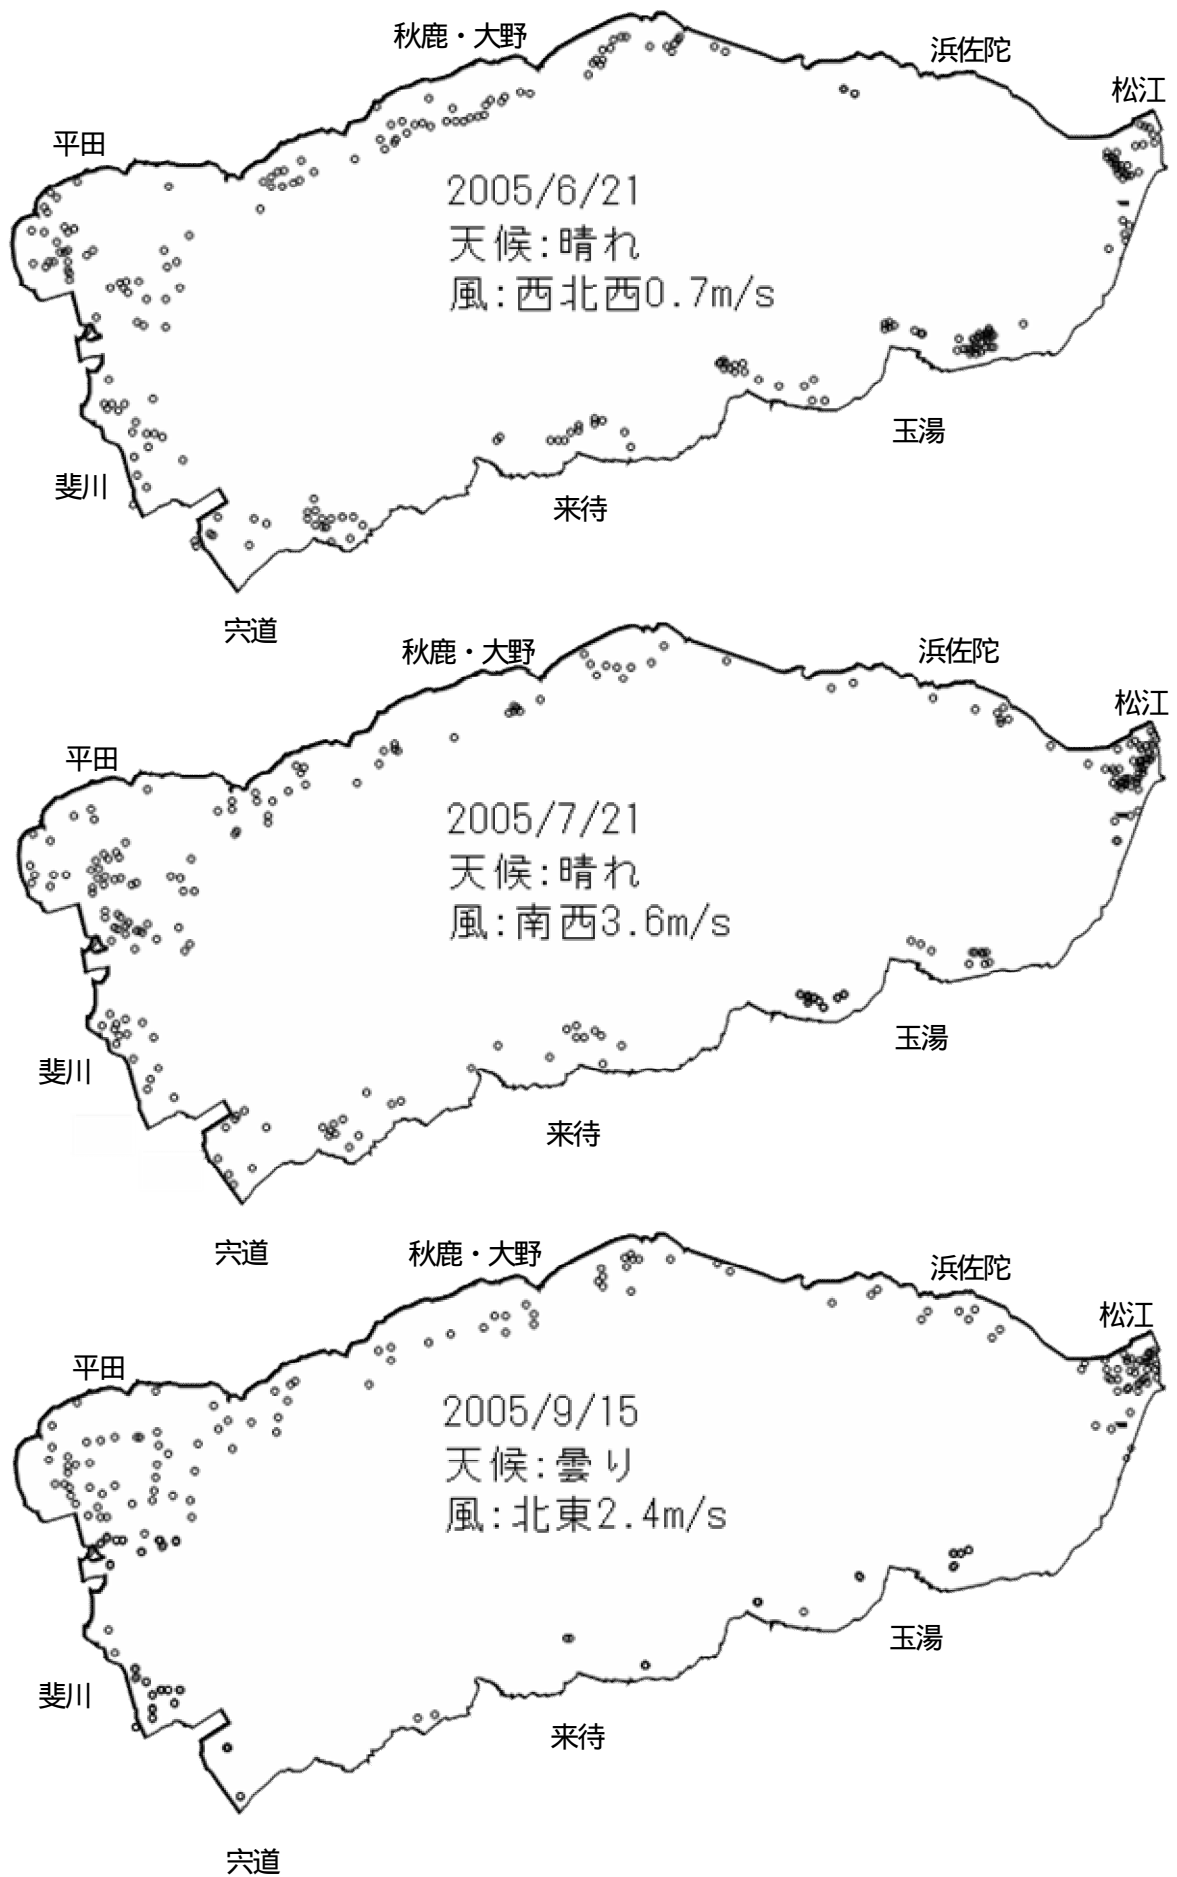 秋鹿・大野
浜佐陀
松江
平田
2005/6/21
天候:晴れ
風:西北西0.7m/s
玉湯
斐川
来待
宍道
秋鹿・大野
浜佐陀
松江
平田
2005/7/21
天候:晴れ
風:南西3.6m/s
玉湯
斐川
来待
宍道
秋鹿・大野
浜佐陀
松江
平田
2005/9/15
天候:曇り
風:北東2.4m/s
玉湯
斐川
来待
宍道